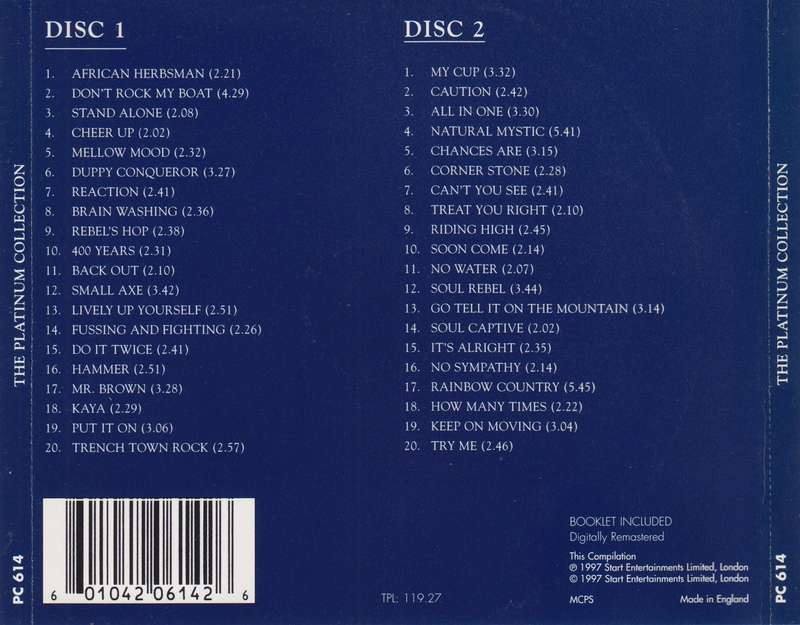 DISC 1
1. AFRICAN HERBSMAN (2.21)
2. DON'T ROCK MY BOAT (4.29)
3. STAND ALONE (2.08)
4. CHEER UP (2.02)
5. MELLOW MOOD (2.32)
6. DUPPY CONQUEROR (3.27)
7. REACTION (2.41)
8. BRAIN WASHING (2.36)
9. REBEL'S HOP (2.38)
10. 400 YEARS (2.31)
11. BACK OUT (2.10)
12. SMALL AXE (3.42)
13. LIVELY UP YOURSELF (2.51)
14. FUSSING AND FIGHTING (2.26)
15. DO IT TWICE (2.41)
16. HAMMER (2.51)
17. MR. BROWN (3.28)
18. KAYA (2.29)
19. PUT IT ON (3.06)
20. TRENCH TOWN ROCK (2.57)
DISC 2
1. MY CUP (3.32)
2. CAUTION (2.42)
3. ALL IN ONE (3.30)
4. NATURAL MYSTIC (5.41)
5. CHANCES ARE (3.15)
6. CORNER STONE (2.28)
7. CAN'T YOU SEE (2.41)
8. TREAT YOU RIGHT (2.10)
9. RIDING HIGH (2.45)
10. SOON COME (2.14)
11. NO WATER (2.07)
12. SOUL REBEL (3.44)
13. GO TELL IT ON THE MOUNTAIN (3.14)
14. SOUL CAPTIVE (2.02)
15. IT'S ALRIGHT (2.35)
16. NO SYMPATHY (2.14)
17. RAINBOW COUNTRY (5.45)
18. HOW MANY TIMES (2.22)
19. KEEP ON MOVING (3.04)
20. TRY ME (2.46)
THE PLATINUM COLLECTION
PC 614
THE PLATINUM COLLECTION
PC 614
6 01042 06142 6
TPL: 119.27
BOOKLET INCLUDED
Digitally Remastered
This Compilation
℗ 1997 Start Entertainments Limited, London
© 1997 Start Entertainments Limited, London
MCPS Made in England